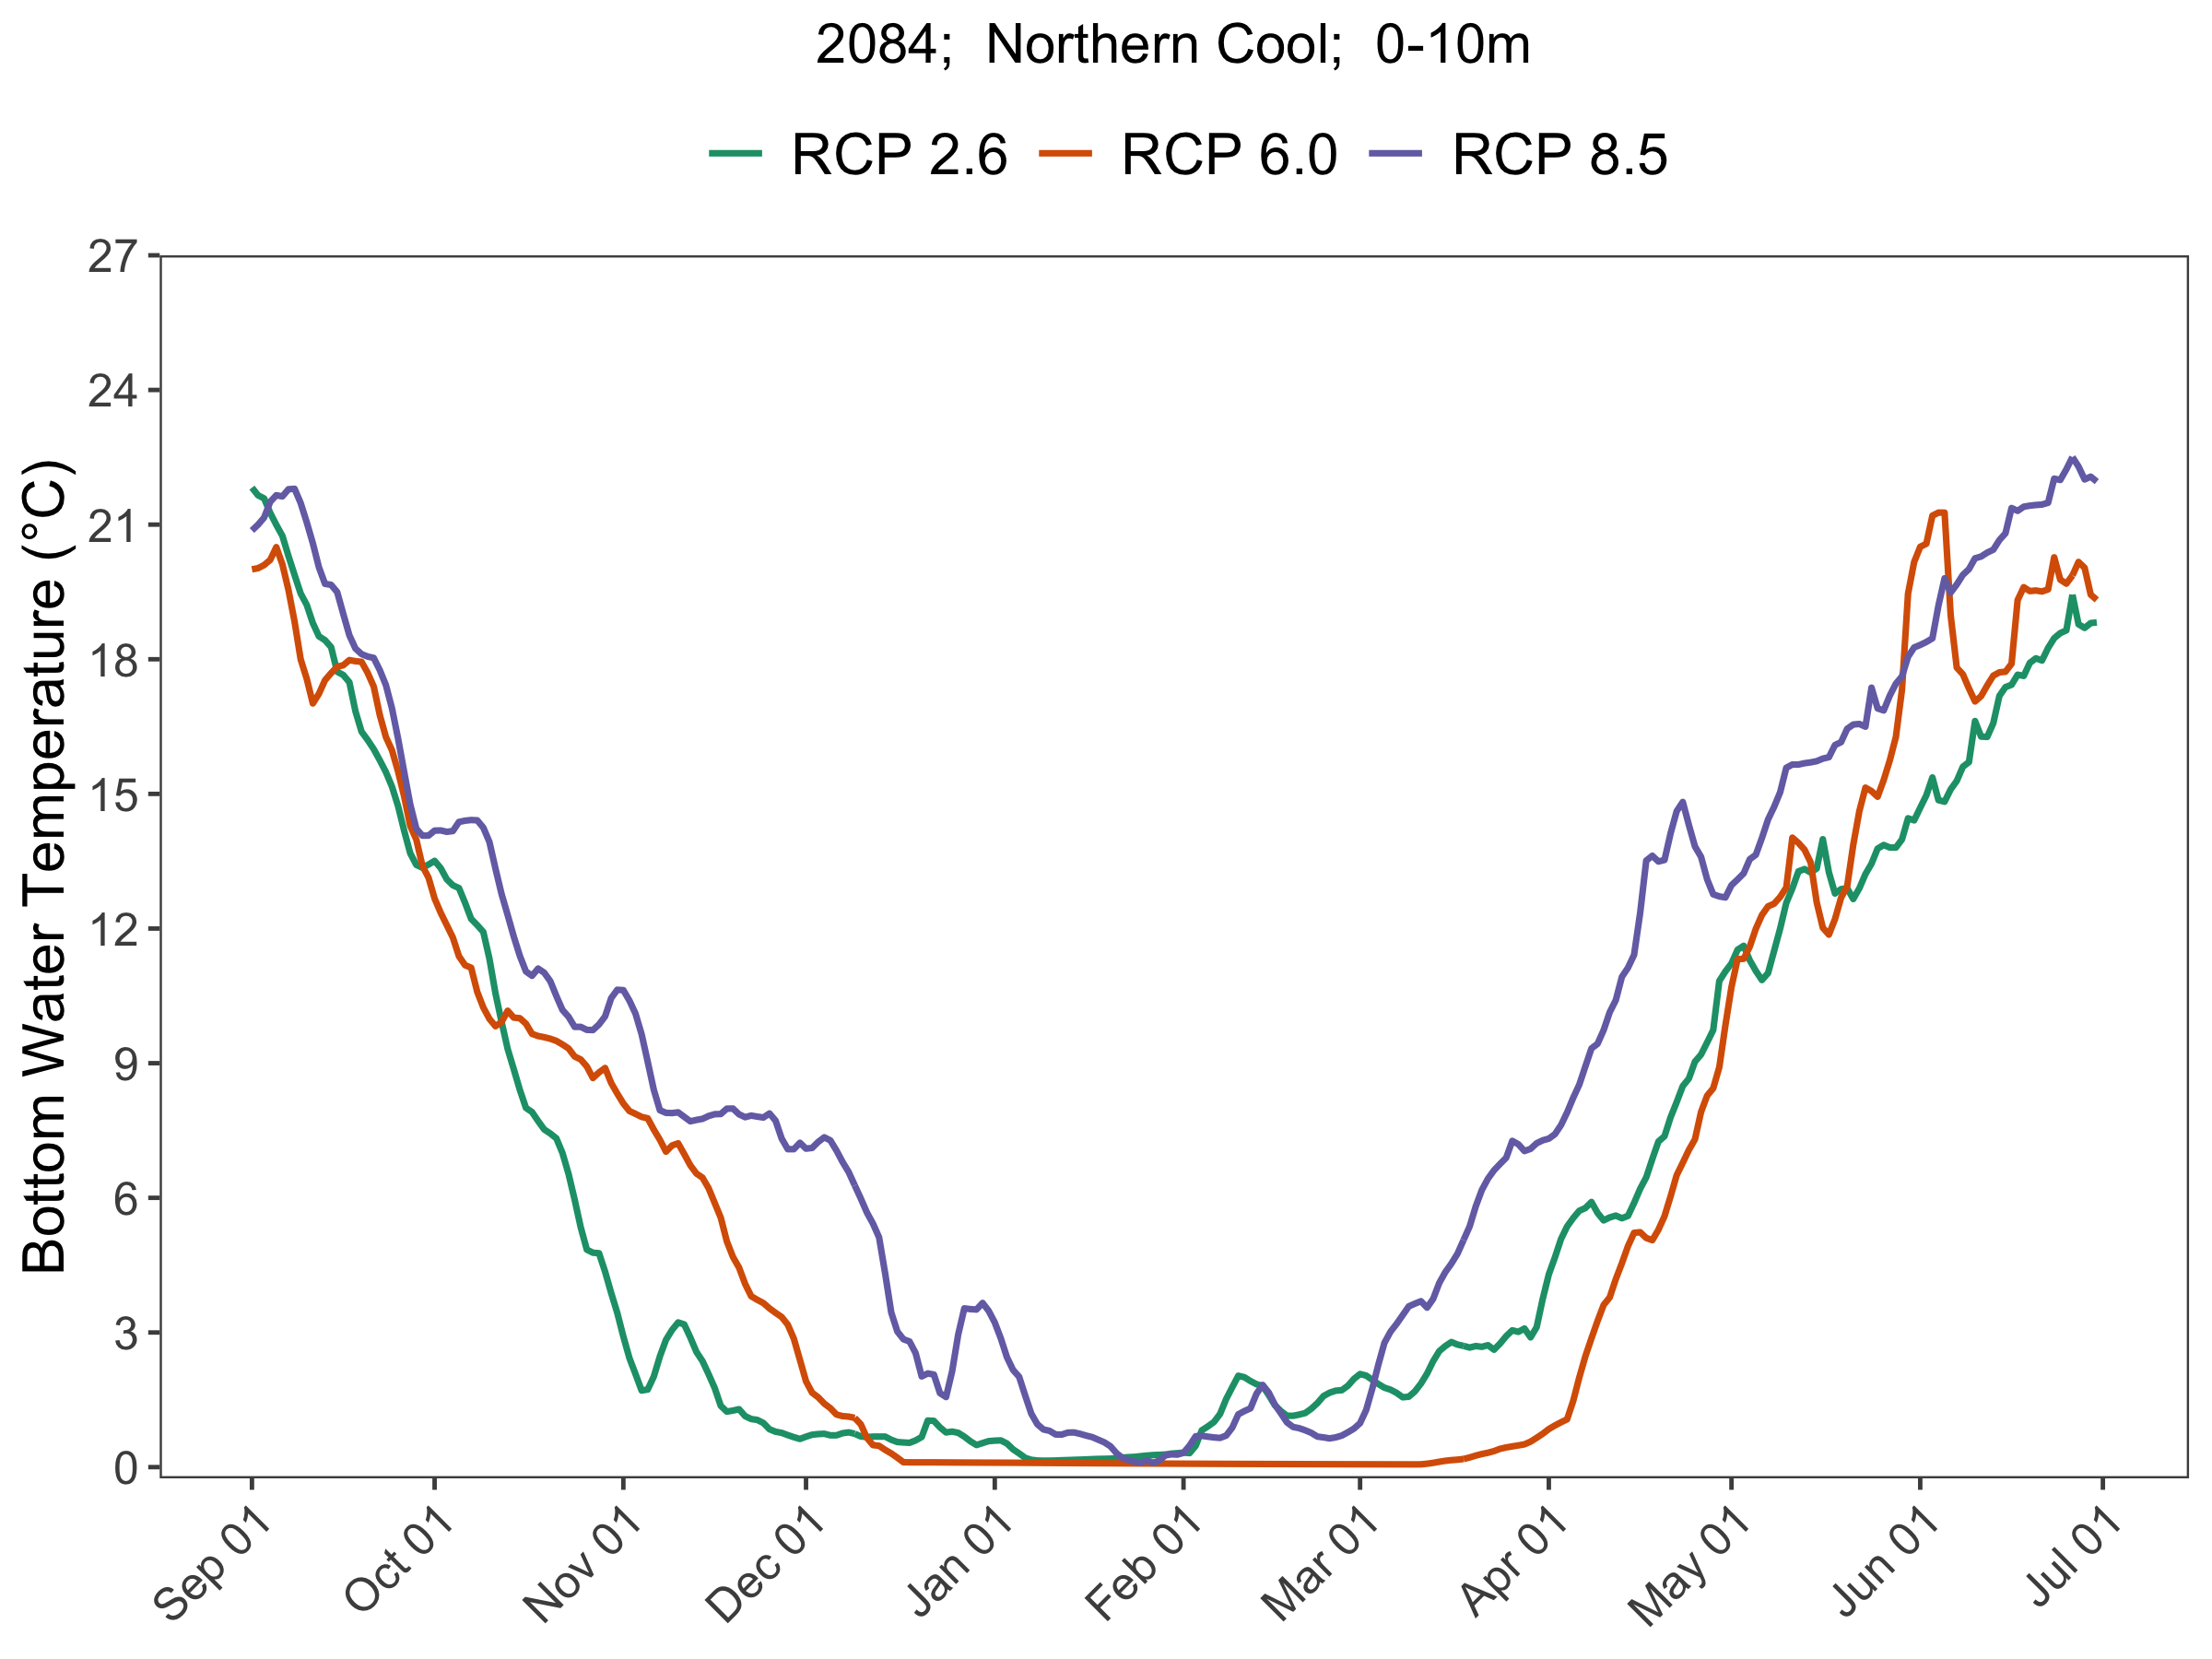 2084;  Northern Cool;  0-10m
RCP 2.6 RCP 6.0 RCP 8.5
Bottom Water Temperature (°C)
27
24
21
18
15
12
9
6
3
0
Sep 01 Oct 01 Nov 01 Dec 01 Jan 01 Feb 01 Mar 01 Apr 01 May 01 Jun 01 Jul 01